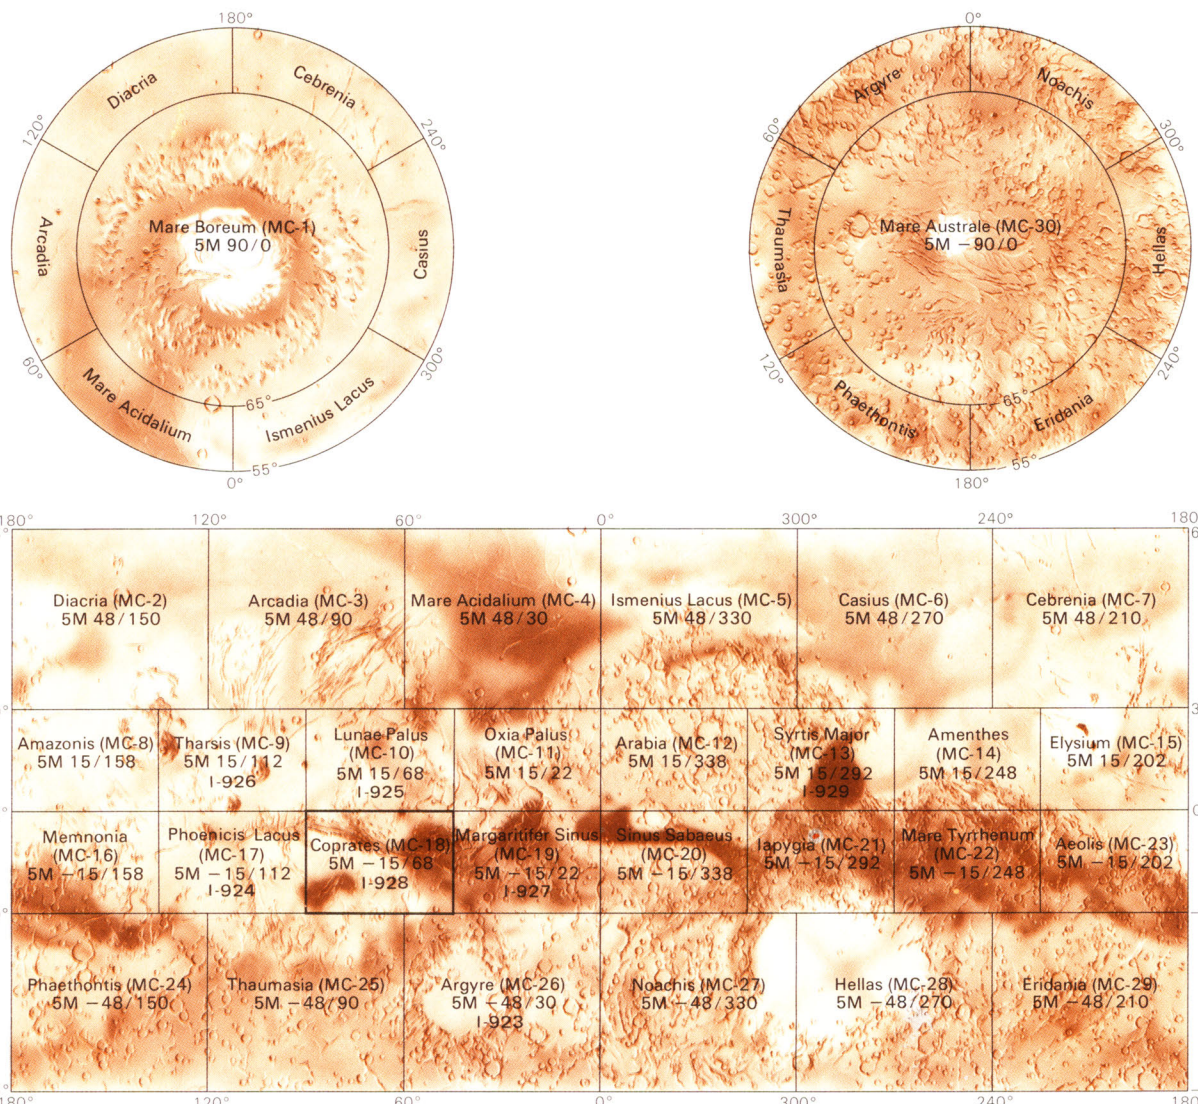 180°
Diacria
Cebrenia
120°
240°
Arcadia
Mare Boreum (MC-1)
5M 90/0
Casius
60°
300°
Mare Acidalium
65°
Ismenius Lacus
55°
0°
0°
Argyre
Noachis
60°
300°
Thaumasia
Mare Australe (MC-30)
5M −90/0
Hellas
120°
240°
Phaethontis
65°
Eridania
55°
180°
180° 120° 60° 0° 300° 240° 180
Diacria (MC-2)
5M 48/150
Arcadia (MC-3)
5M 48/90
Mare Acidalium (MC-4)
5M 48/30
Ismenius Lacus (MC-5)
5M 48/330
Casius (MC-6)
5M 48/270
Cebrenia (MC-7)
5M 48/210
Amazonis (MC-8)
5M 15/158
Tharsis (MC-9)
5M 15/112
I-926
Lunae Palus
(MC-10)
5M 15/68
I-925
Oxia Palus
(MC-11)
5M 15/22
Arabia (MC-12)
5M 15/338
Syrtis Major
(MC-13)
5M 15/292
I-929
Amenthes
(MC-14)
5M 15/248
Elysium (MC-15)
5M 15/202
Memnonia
(MC-16)
5M −15/158
Phoenicis Lacus
(MC-17)
5M −15/112
I-924
Coprates (MC-18)
5M −15/68
I-928
Margaritifer Sinus
(MC-19)
5M −15/22
I-927
Sinus Sabaeus
(MC-20)
5M −15/338
Iapygia (MC-21)
5M −15/292
Mare Tyrrhenum
(MC-22)
5M −15/248
Aeolis (MC-23)
5M −15/202
Phaethontis (MC-24)
5M −48/150
Thaumasia (MC-25)
5M −48/90
Argyre (MC-26)
5M −48/30
I-923
Noachis (MC-27)
5M −48/330
Hellas (MC-28)
5M −48/270
Eridania (MC-29)
5M −48/210
180° 120° 60° 0° 300° 240° 180